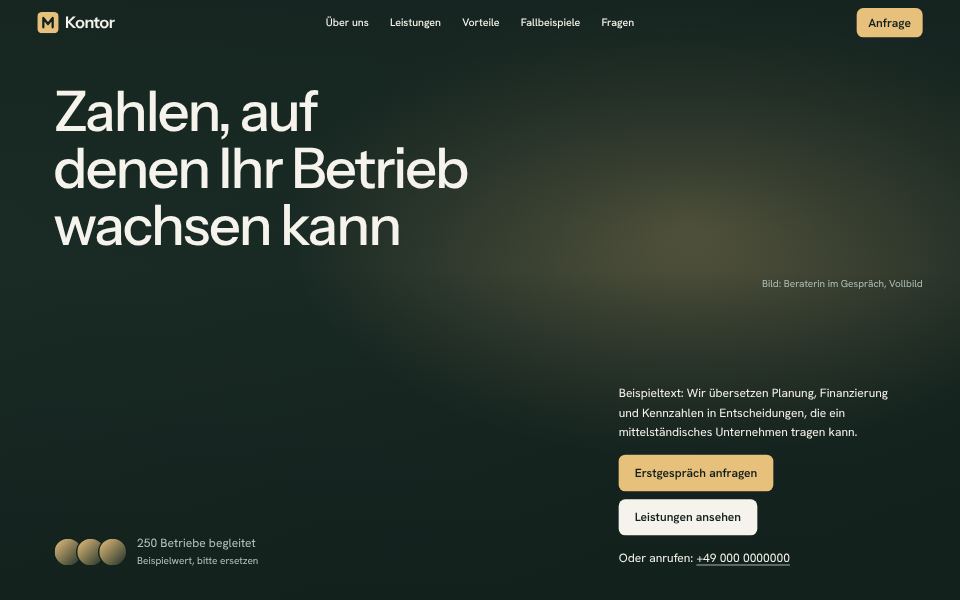 M Kontor
Über uns
Leistungen
Vorteile
Fallbeispiele
Fragen
Anfrage
Zahlen, auf
denen Ihr Betrieb
wachsen kann
Bild: Beraterin im Gespräch, Vollbild
Beispieltext: Wir übersetzen Planung, Finanzierung
und Kennzahlen in Entscheidungen, die ein
mittelständisches Unternehmen tragen kann.
Erstgespräch anfragen
Leistungen ansehen
Oder anrufen: +49 000 0000000
250 Betriebe begleitet
Beispielwert, bitte ersetzen